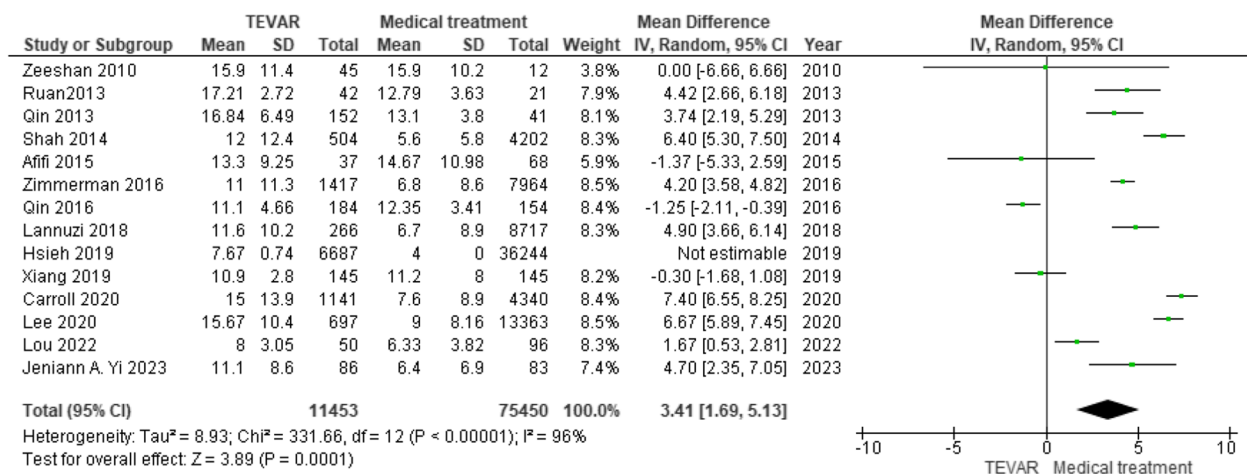 TEVAR Medical treatment Mean Difference Mean Difference
Study or Subgroup Mean SD Total Mean SD Total Weight IV, Random, 95% CI Year IV, Random, 95% CI
Zeeshan 2010 15.9 11.4 45 15.9 10.2 12 3.8% 0.00 [-6.66, 6.66] 2010
Ruan2013 17.21 2.72 42 12.79 3.63 21 7.9% 4.42 [2.66, 6.18] 2013
Qin 2013 16.84 6.49 152 13.1 3.8 41 8.1% 3.74 [2.19, 5.29] 2013
Shah 2014 12 12.4 504 5.6 5.8 4202 8.3% 6.40 [5.30, 7.50] 2014
Afifi 2015 13.3 9.25 37 14.67 10.98 68 5.9% -1.37 [-5.33, 2.59] 2015
Zimmerman 2016 11 11.3 1417 6.8 8.6 7964 8.5% 4.20 [3.58, 4.82] 2016
Qin 2016 11.1 4.66 184 12.35 3.41 154 8.4% -1.25 [-2.11, -0.39] 2016
Lannuzi 2018 11.6 10.2 266 6.7 8.9 8717 8.3% 4.90 [3.66, 6.14] 2018
Hsieh 2019 7.67 0.74 6687 4 0 36244 Not estimable 2019
Xiang 2019 10.9 2.8 145 11.2 8 145 8.2% -0.30 [-1.68, 1.08] 2019
Carroll 2020 15 13.9 1141 7.6 8.9 4340 8.4% 7.40 [6.55, 8.25] 2020
Lee 2020 15.67 10.4 697 9 8.16 13363 8.5% 6.67 [5.89, 7.45] 2020
Lou 2022 8 3.05 50 6.33 3.82 96 8.3% 1.67 [0.53, 2.81] 2022
Jeniann A. Yi 2023 11.1 8.6 86 6.4 6.9 83 7.4% 4.70 [2.35, 7.05] 2023
Total (95% CI) 11453 75450 100.0% 3.41 [1.69, 5.13]
Heterogeneity: Tau² = 8.93; Chi² = 331.66, df = 12 (P < 0.00001); I² = 96%
Test for overall effect: Z = 3.89 (P = 0.0001)
-10 -5 0 5 10
TEVAR Medical treatment